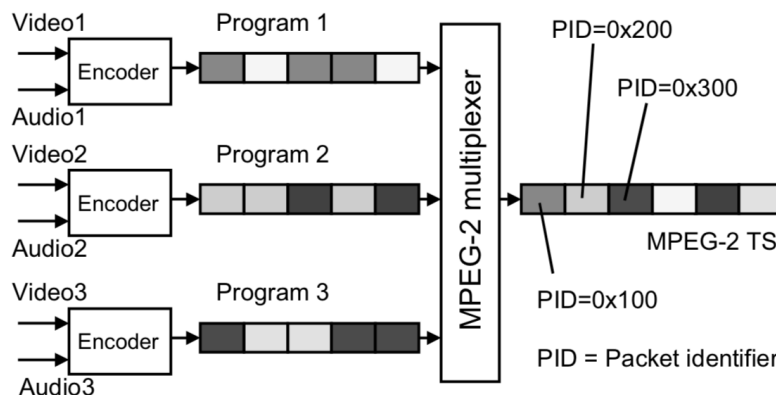 Video1
Program 1
Encoder
Audio1
Video2
Program 2
Encoder
Audio2
Video3
Program 3
Encoder
Audio3
MPEG-2 multiplexer
PID=0x200
PID=0x300
MPEG-2 TS
PID=0x100
PID = Packet identifier